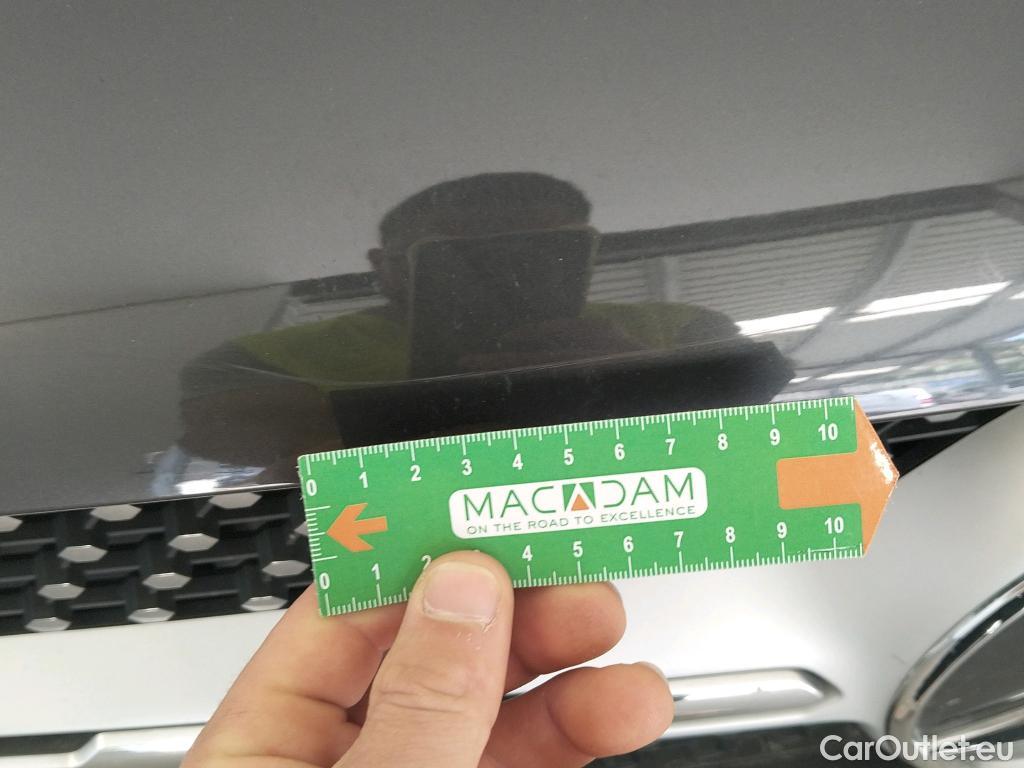 0 1 2 3 4 5 6 7 8 9 10
MACADAM
ON THE ROAD TO EXCELLENCE
0 1 2 3 4 5 6 7 8 9 10
CarOutlet.eu